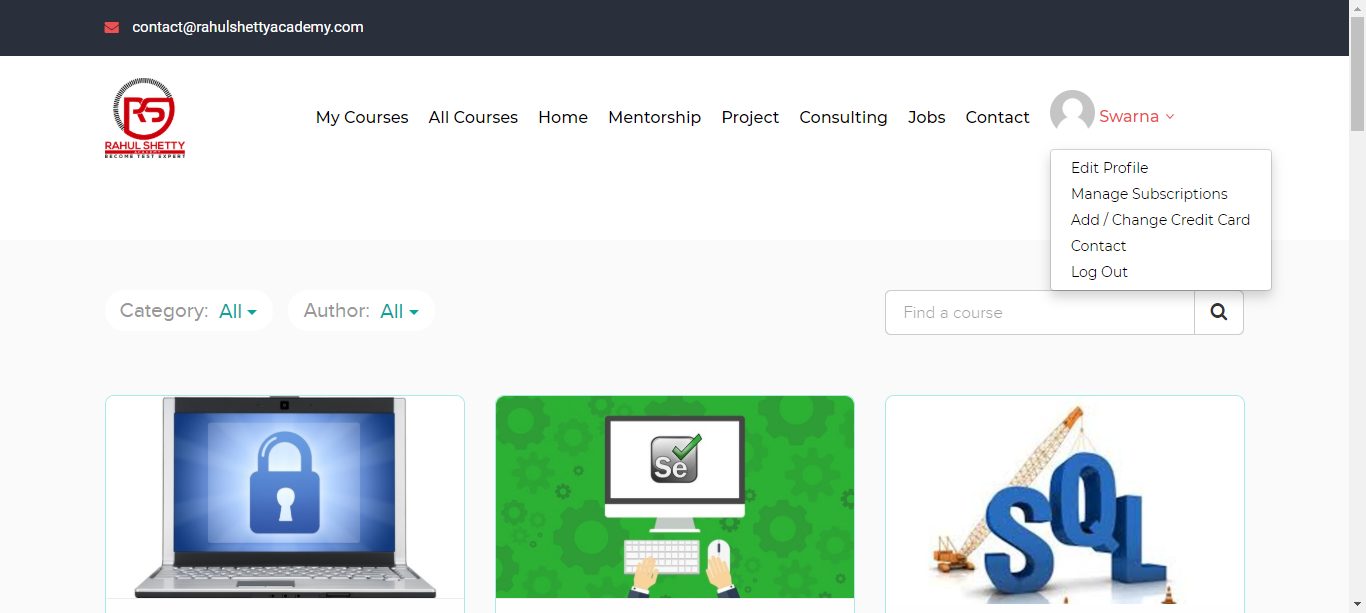 contact@rahulshettyacademy.com
RS
RAHUL SHETTY
ACADEMY
BECOME TEST EXPERT
My Courses All Courses Home Mentorship Project Consulting Jobs Contact Swarna
Edit Profile
Manage Subscriptions
Add / Change Credit Card
Contact
Log Out
Category: All Author: All Find a course
Se
SQL